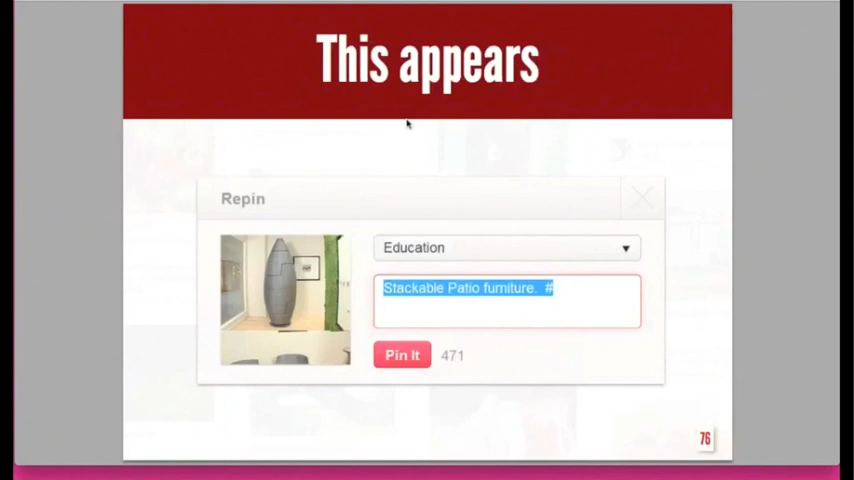 This appears
Repin
Education
Stackable Patio furniture.  #
Pin It 471
76